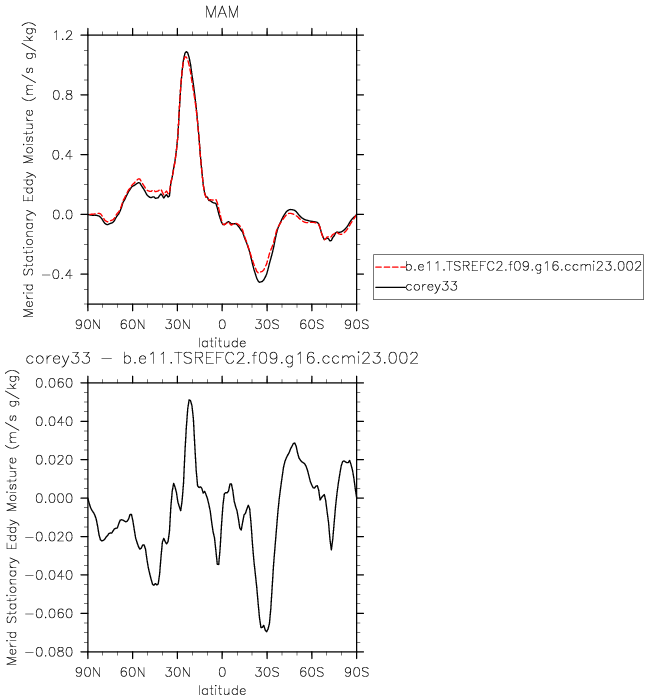 MAM
Merid Stationary Eddy Moisture (m/s g/kg)
1.2
0.8
0.4
0.0
−0.4
90N 60N 30N 0 30S 60S 90S
latitude
b.e11.TSREFC2.f09.g16.ccmi23.002
corey33
corey33 − b.e11.TSREFC2.f09.g16.ccmi23.002
Merid Stationary Eddy Moisture (m/s g/kg)
0.060
0.040
0.020
0.000
−0.020
−0.040
−0.060
−0.080
90N 60N 30N 0 30S 60S 90S
latitude